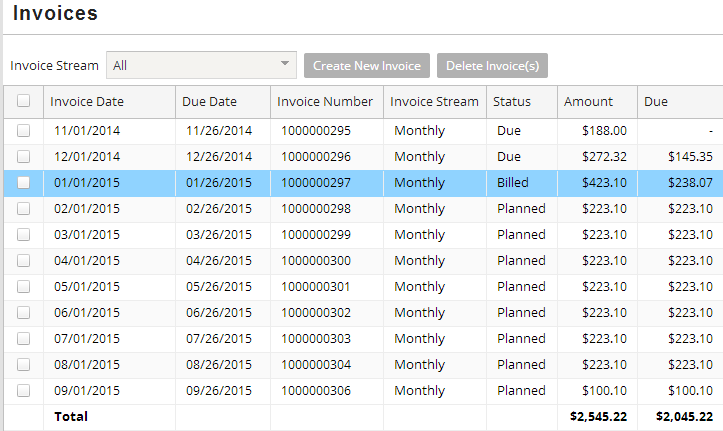 Invoices
Invoice Stream All Create New Invoice Delete Invoice(s)
Invoice Date Due Date Invoice Number Invoice Stream Status Amount Due
11/01/2014 11/26/2014 1000000295 Monthly Due $188.00 -
12/01/2014 12/26/2014 1000000296 Monthly Due $272.32 $145.35
01/01/2015 01/26/2015 1000000297 Monthly Billed $423.10 $238.07
02/01/2015 02/26/2015 1000000298 Monthly Planned $223.10 $223.10
03/01/2015 03/26/2015 1000000299 Monthly Planned $223.10 $223.10
04/01/2015 04/26/2015 1000000300 Monthly Planned $223.10 $223.10
05/01/2015 05/26/2015 1000000301 Monthly Planned $223.10 $223.10
06/01/2015 06/26/2015 1000000302 Monthly Planned $223.10 $223.10
07/01/2015 07/26/2015 1000000303 Monthly Planned $223.10 $223.10
08/01/2015 08/26/2015 1000000304 Monthly Planned $223.10 $223.10
09/01/2015 09/26/2015 1000000306 Monthly Planned $100.10 $100.10
Total $2,545.22 $2,045.22